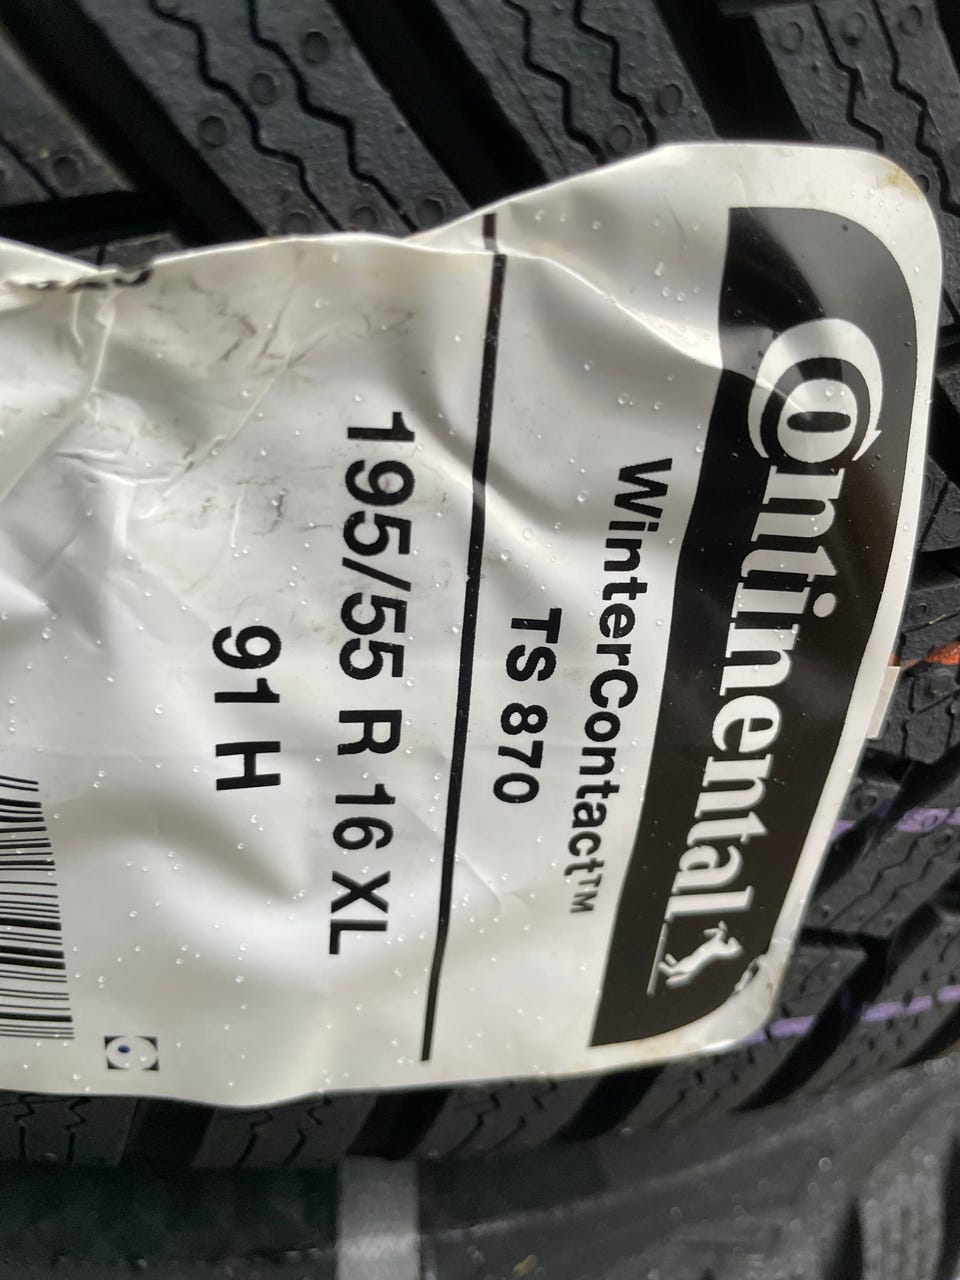 Continental
WinterContact™
TS 870
195/55 R 16 XL
91 H